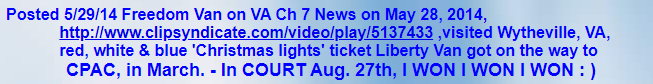 Posted 5/29/14 Freedom Van on VA Ch 7 News on May 28, 2014,
http://www.clipsyndicate.com/video/play/5137433 ,visited Wytheville, VA,
red, white & blue 'Christmas lights' ticket Liberty Van got on the way to
CPAC, in March. - In COURT Aug. 27th, I WON I WON I WON : )